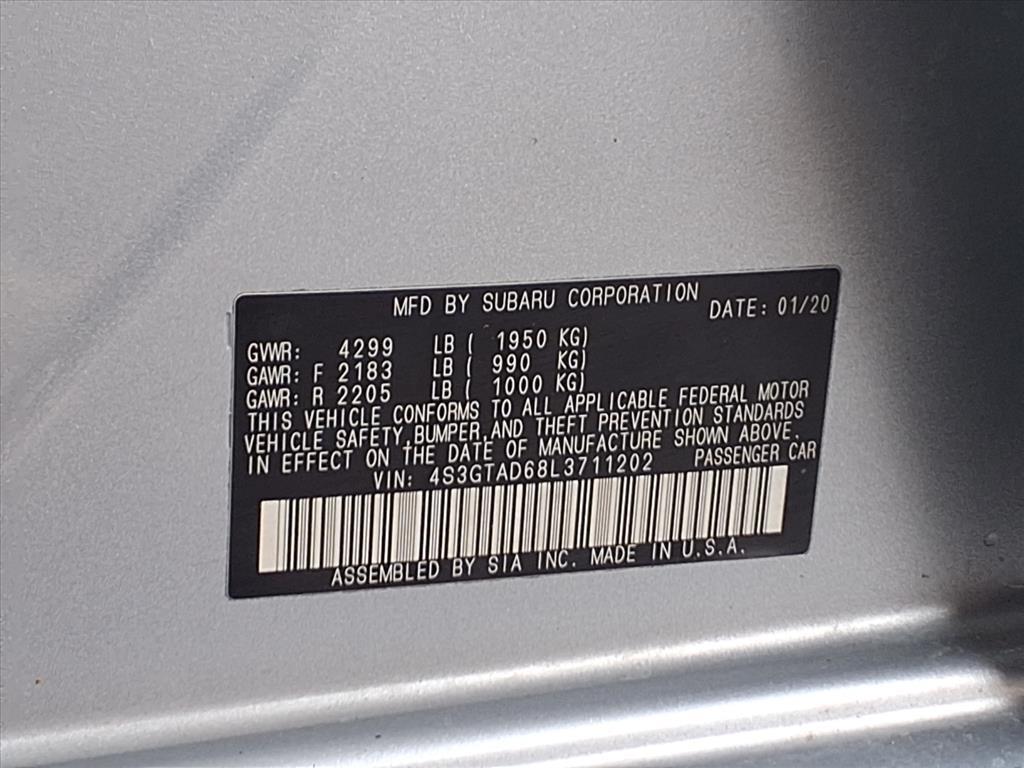 MFD BY SUBARU CORPORATION DATE: 01/20
GVWR: 4299 LB ( 1950 KG)
GAWR: F 2183 LB ( 990 KG)
GAWR: R 2205 LB ( 1000 KG)
THIS VEHICLE CONFORMS TO ALL APPLICABLE FEDERAL MOTOR
VEHICLE SAFETY, BUMPER, AND THEFT PREVENTION STANDARDS
IN EFFECT ON THE DATE OF MANUFACTURE SHOWN ABOVE.
VIN: 4S3GTAD68L3711202 PASSENGER CAR
ASSEMBLED BY SIA INC. MADE IN U.S.A.